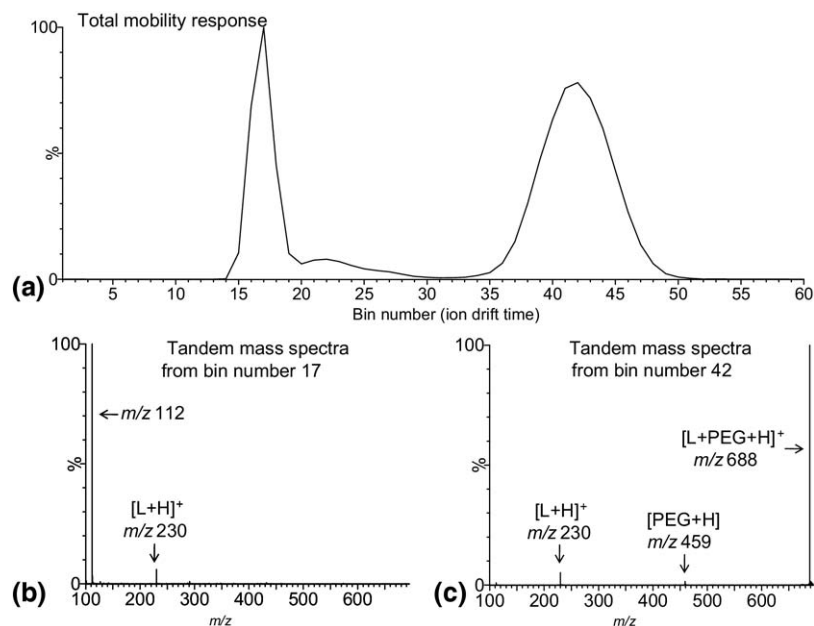 Total mobility response
100
%
0
5 10 15 20 25 30 35 40 45 50 55 60
Bin number (ion drift time)
(a)
100
Tandem mass spectra
from bin number 17
m/z 112
%
[L+H]+
m/z 230
0
100 200 300 400 500 600
m/z
(b)
100
Tandem mass spectra
from bin number 42
[L+PEG+H]+
m/z 688
%
[L+H]+
m/z 230
[PEG+H]
m/z 459
0
100 200 300 400 500 600
m/z
(c)